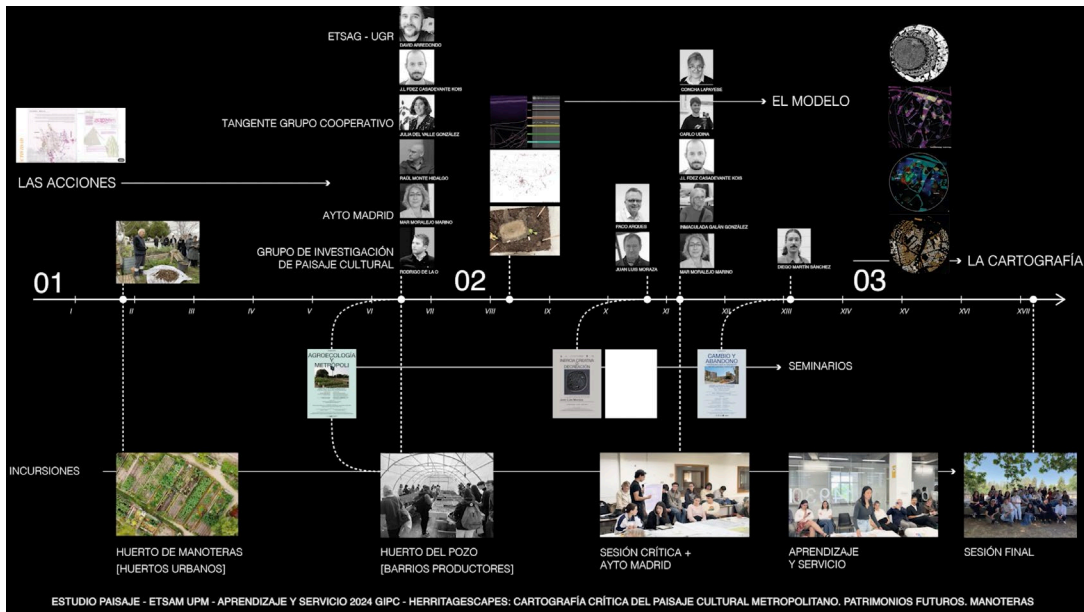 ETSAG - UGR
DAVID ARREDONDO
J.L FDEZ CASADEVANTE KOIS
TANGENTE GRUPO COOPERATIVO
JULIA DEL VALLE GONZÁLEZ
RAÚL MONTE HIDALGO
AYTO MADRID
MAR MORALEJO MARINO
GRUPO DE INVESTIGACIÓN
DE PAISAJE CULTURAL
RODRIGO DE LA O
CONCHA LAPAYESE
EL MODELO
CARLO UDINA
J.L FDEZ CASADEVANTE KOIS
PACO ARQUES
INMACULADA GALÁN GONZÁLEZ
JUAN LUIS MORAZA
MAR MORALEJO MARINO
DIEGO MARTÍN SÁNCHEZ
LAS ACCIONES
LA CARTOGRAFÍA
01
02
03
I II III IV V VI VII VIII IX X XI XII XIII XIV XV XVI XVII
AGROECOLOGÍA
Y
METRÓPOLI
CAMBIO Y
ABANDONO
SEMINARIOS
INCURSIONES
HUERTO DE MANOTERAS
[HUERTOS URBANOS]
HUERTO DEL POZO
[BARRIOS PRODUCTORES]
SESIÓN CRÍTICA +
AYTO MADRID
APRENDIZAJE
Y SERVICIO
SESIÓN FINAL
ESTUDIO PAISAJE - ETSAM UPM - APRENDIZAJE Y SERVICIO 2024 GIPC - HERRITAGESCAPES: CARTOGRAFÍA CRÍTICA DEL PAISAJE CULTURAL METROPOLITANO. PATRIMONIOS FUTUROS. MANOTERAS